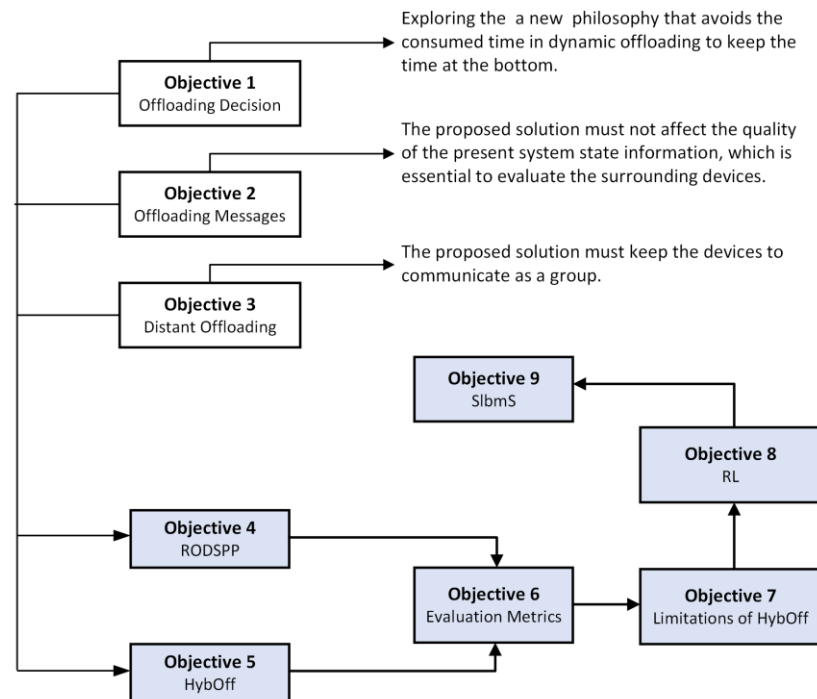 Exploring the a new philosophy that avoids the
consumed time in dynamic offloading to keep the
time at the bottom.
Objective 1
Offloading Decision
The proposed solution must not affect the quality
of the present system state information, which is
essential to evaluate the surrounding devices.
Objective 2
Offloading Messages
The proposed solution must keep the devices to
communicate as a group.
Objective 3
Distant Offloading
Objective 9
SlbmS
Objective 8
RL
Objective 4
RODSPP
Objective 6
Evaluation Metrics
Objective 7
Limitations of HybOff
Objective 5
HybOff